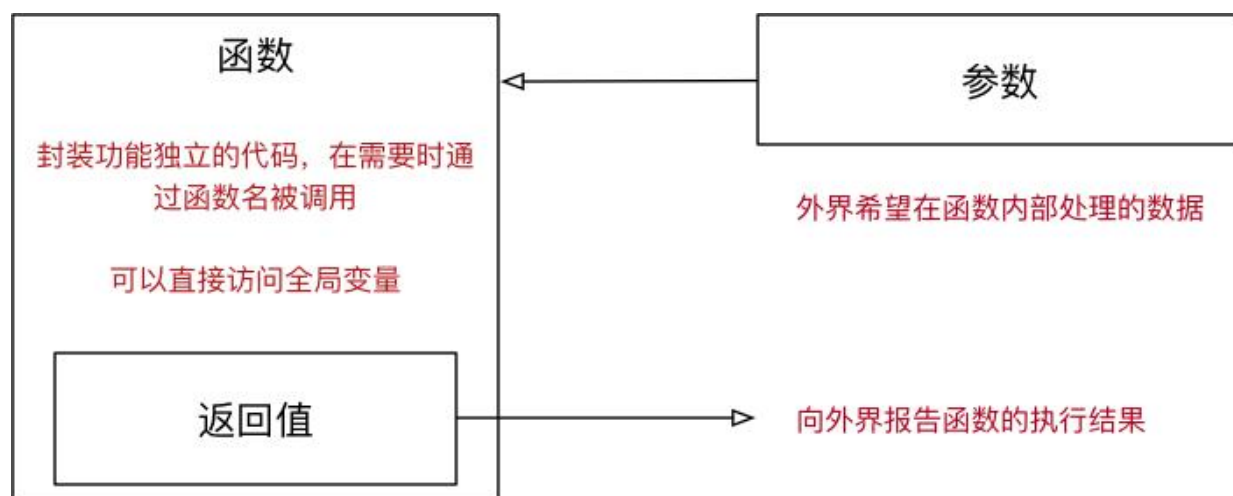 函数
参数
封装功能独立的代码，在需要时通
过函数名被调用
外界希望在函数内部处理的数据
可以直接访问全局变量
返回值
向外界报告函数的执行结果